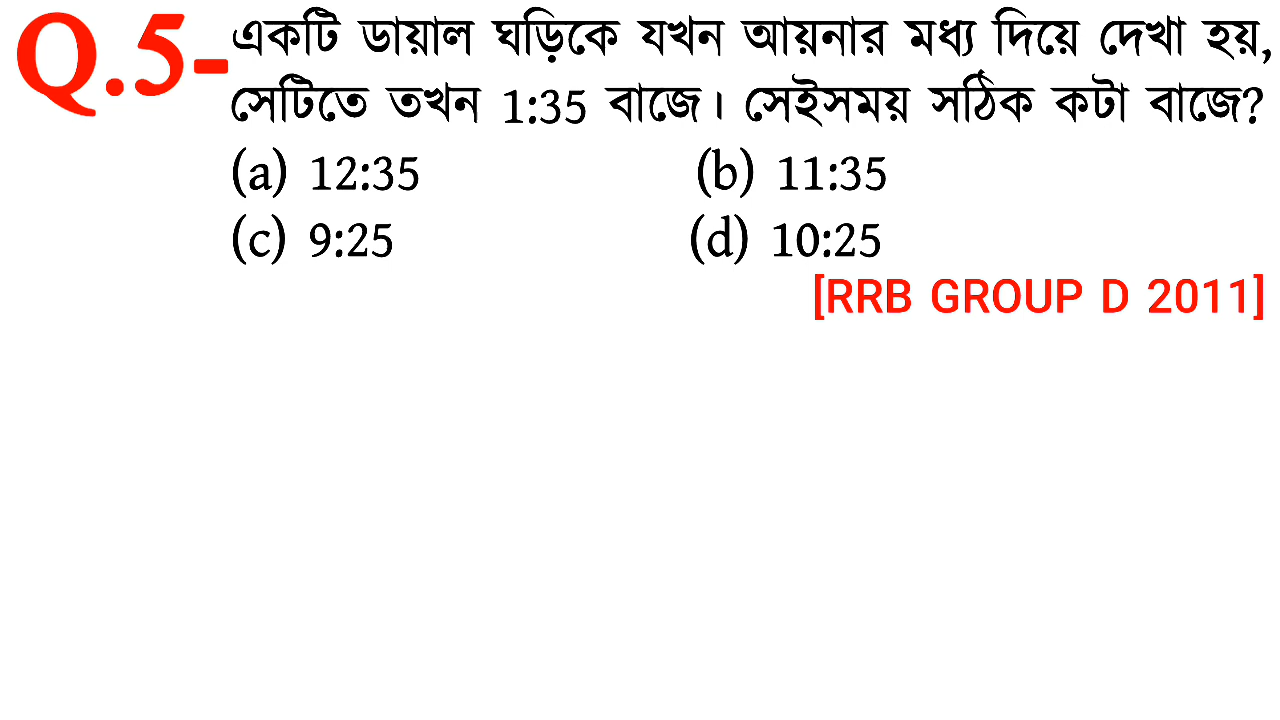 Q.5- একটি ডায়াল ঘড়িকে যখন আয়নার মধ্য দিয়ে দেখা হয়,
সেটিতে তখন 1:35 বাজে। সেইসময় সঠিক কটা বাজে?
(a) 12:35 (b) 11:35
(c) 9:25 (d) 10:25
[RRB GROUP D 2011]